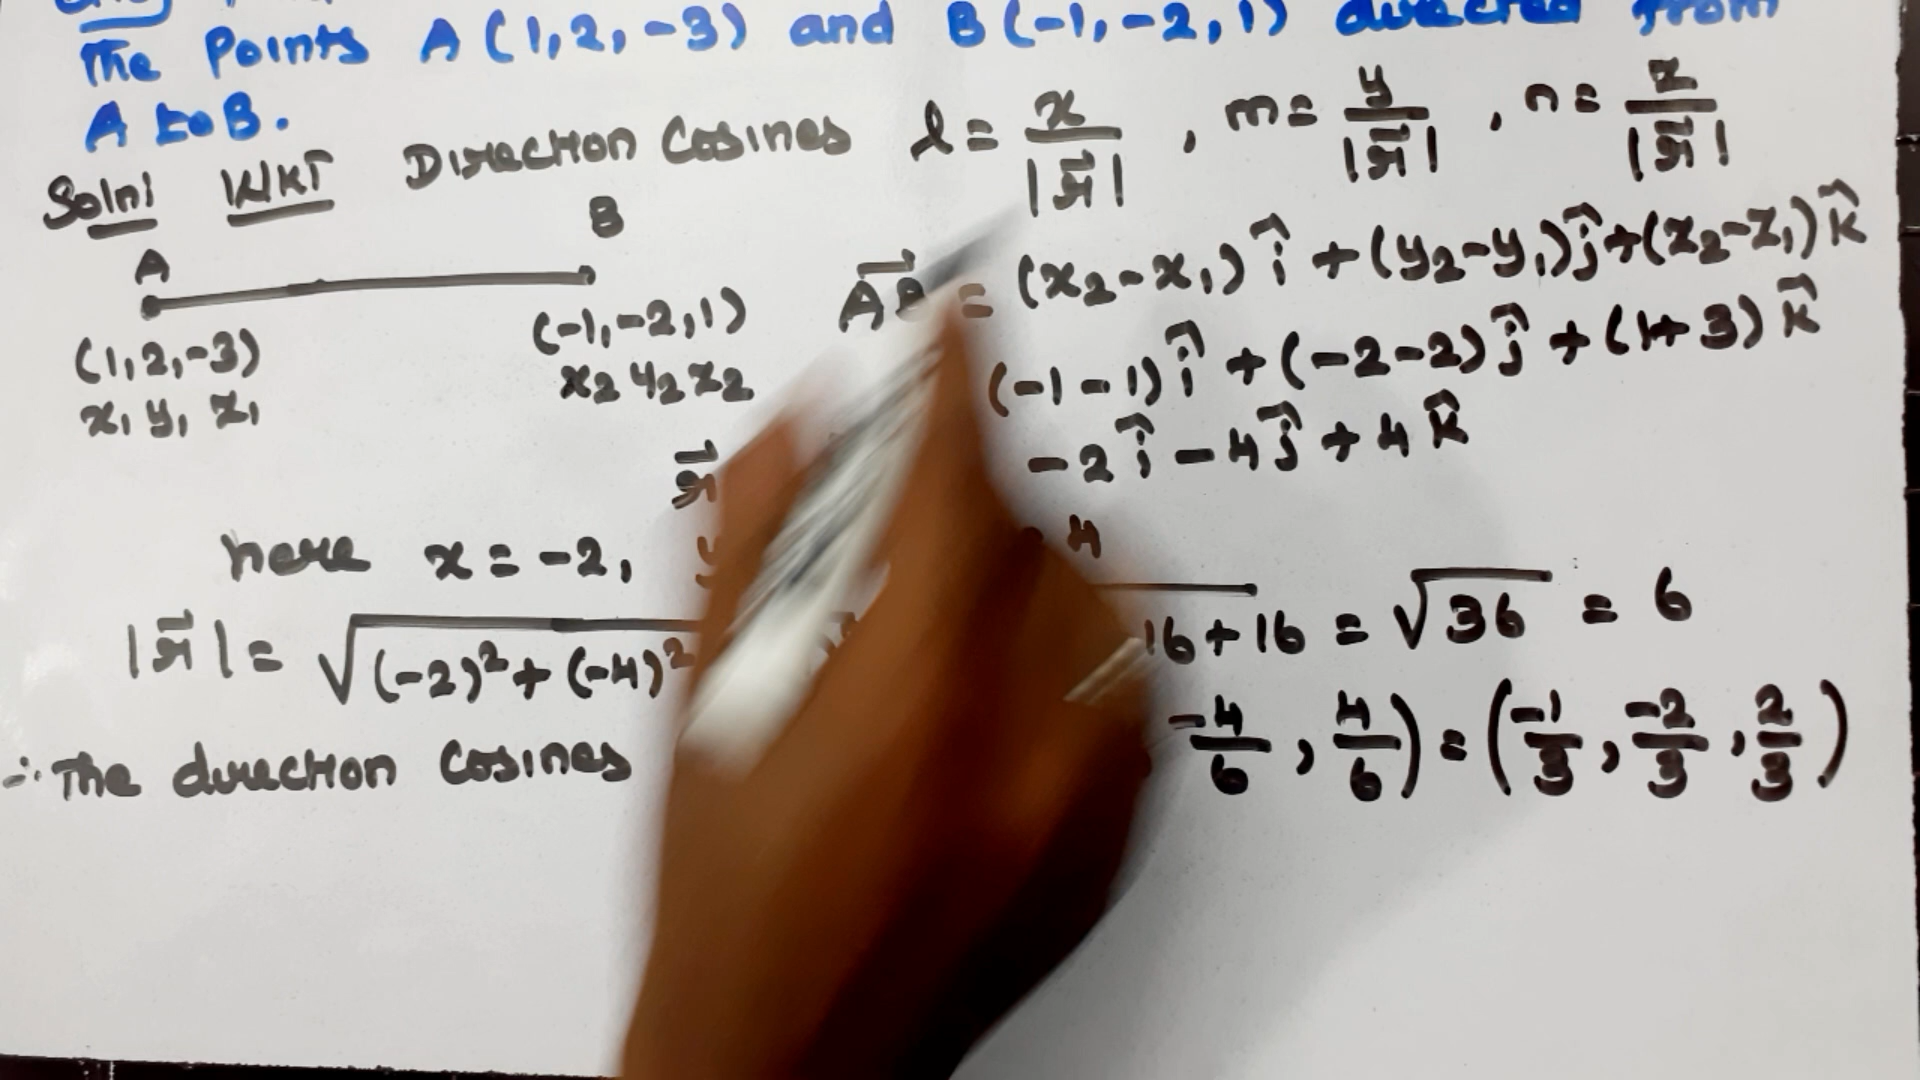 The Points A(1,2,-3) and B(-1,-2,1) directed from
A to B.
Soln: WKT Direction Cosines l = x/|r⃗| , m = y/|r⃗| , n = z/|r⃗|
A B
(1,2,-3) (-1,-2,1)
x₁ y₁ z₁ x₂ y₂ z₂
A⃗B⃗ = (x₂-x₁)î + (y₂-y₁)ĵ + (z₂-z₁)k̂
(-1-1)î + (-2-2)ĵ + (1+3)k̂
r⃗ -2î - 4ĵ + 4k̂
here x = -2, 4
|r⃗| = √(-2)² + (-4)² 16+16 = √36 = 6
∴ The direction Cosines -4/6 , 4/6) = (-1/3 , -2/3 , 2/3)